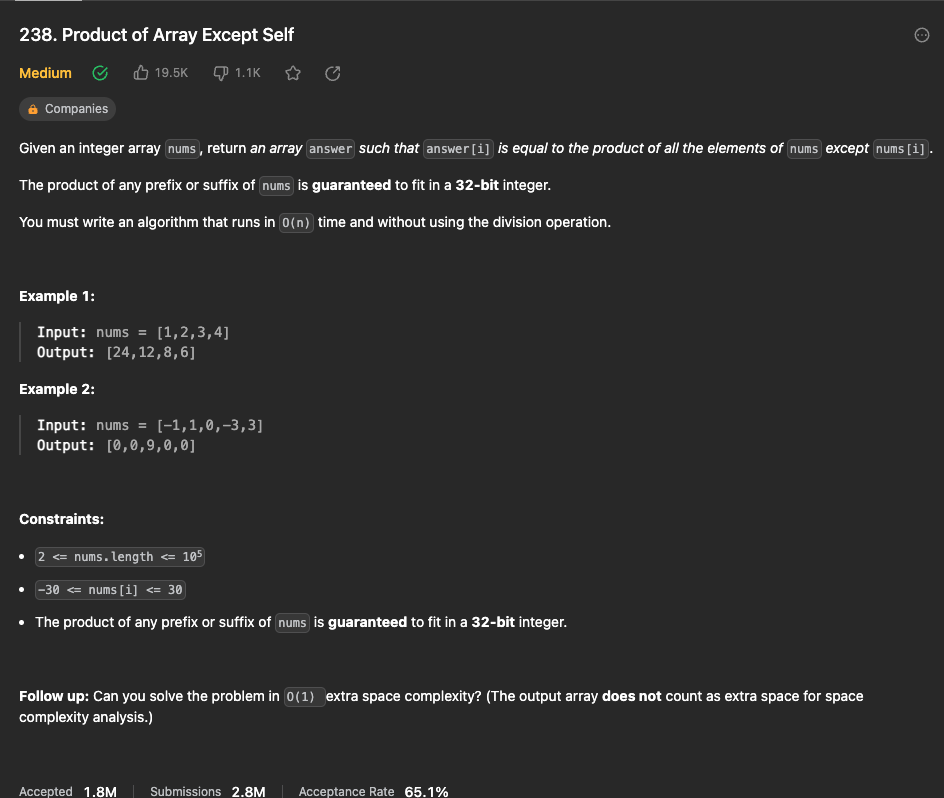 238. Product of Array Except Self
Medium 19.5K 1.1K
Companies
Given an integer array nums, return an array answer such that answer[i] is equal to the product of all the elements of nums except nums[i].
The product of any prefix or suffix of nums is guaranteed to fit in a 32-bit integer.
You must write an algorithm that runs in O(n) time and without using the division operation.
Example 1:
Input: nums = [1,2,3,4]
Output: [24,12,8,6]
Example 2:
Input: nums = [-1,1,0,-3,3]
Output: [0,0,9,0,0]
Constraints:
• 2 <= nums.length <= 10⁵
• -30 <= nums[i] <= 30
• The product of any prefix or suffix of nums is guaranteed to fit in a 32-bit integer.
Follow up: Can you solve the problem in O(1) extra space complexity? (The output array does not count as extra space for space
complexity analysis.)
Accepted 1.8M Submissions 2.8M Acceptance Rate 65.1%